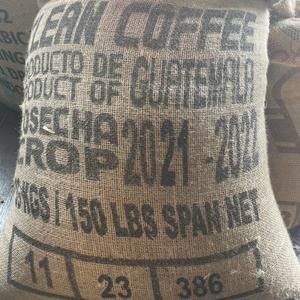 CLEAN COFFEE
PRODUCTO DE
PRODUCT OF GUATEMALA
COSECHA
CROP 2021-2022
KGS | 150 LBS SPAN NET
11 23 386